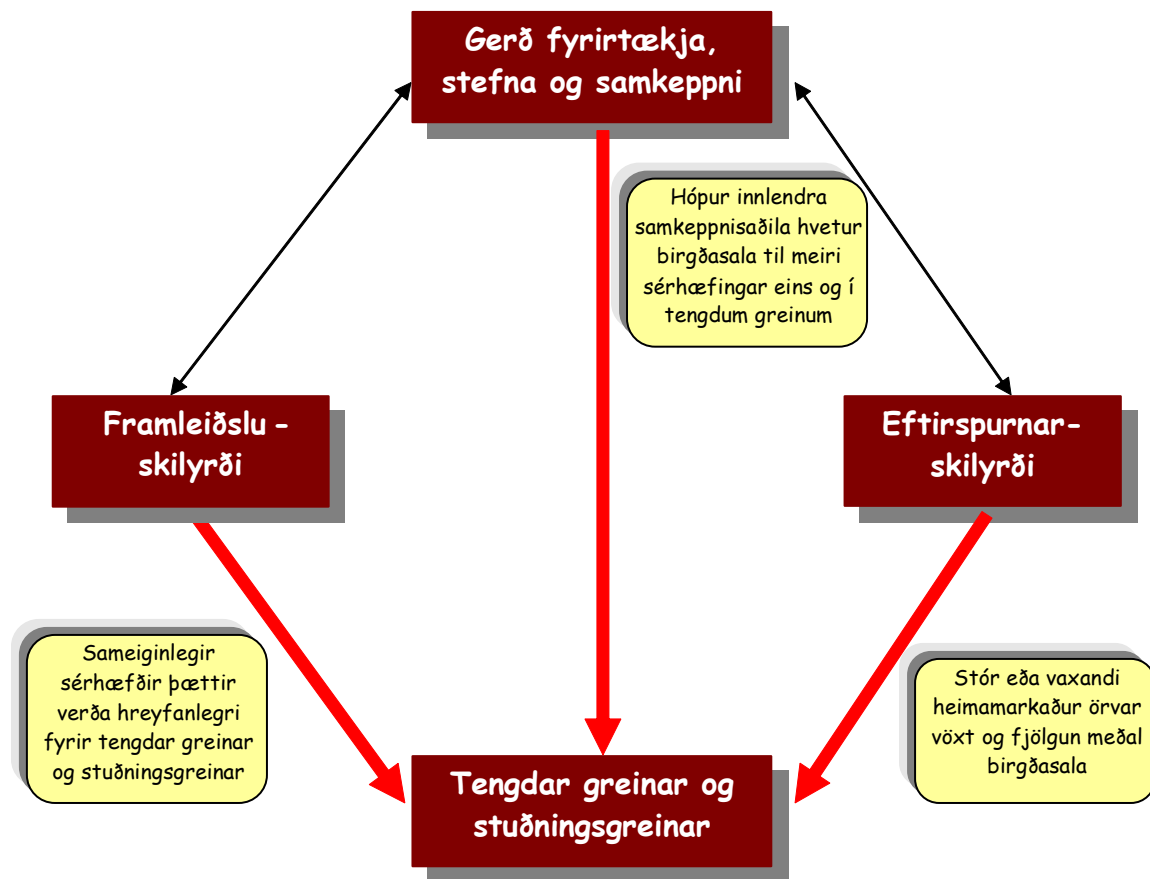 Gerð fyrirtækja,
stefna og samkeppni
Hópur innlendra
samkeppnisaðila hvetur
birgðasala til meiri
sérhæfingar eins og í
tengdum greinum
Framleiðslu -
skilyrði
Eftirspurnar-
skilyrði
Sameiginlegir
sérhæfðir þættir
verða hreyfanlegri
fyrir tengdar greinar
og stuðningsgreinar
Stór eða vaxandi
heimamarkaður örvar
vöxt og fjölgun meðal
birgðasala
Tengdar greinar og
stuðningsgreinar